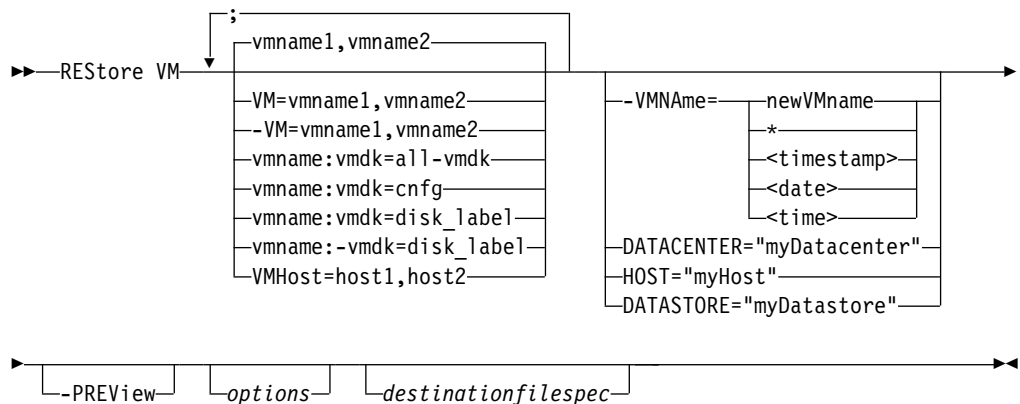 ;
vmname1,vmname2
REStore VM
VM=vmname1,vmname2
-VM=vmname1,vmname2
vmname:vmdk=all-vmdk
vmname:vmdk=cnfg
vmname:vmdk=disk_label
vmname:-vmdk=disk_label
VMHost=host1,host2
-VMNAme= newVMname
*
<timestamp>
<date>
<time>
DATACENTER="myDatacenter"
HOST="myHost"
DATASTORE="myDatastore"
-PREView options destinationfilespec